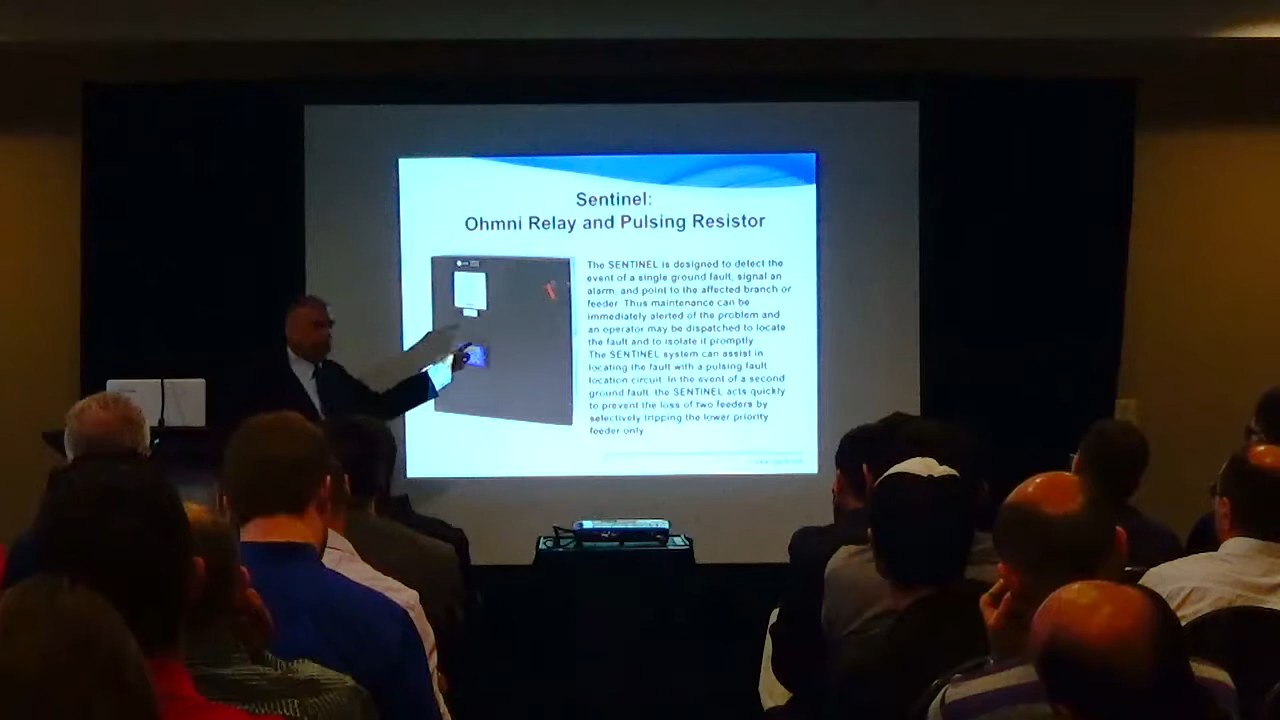 Sentinel:
Ohmni Relay and Pulsing Resistor
The SENTINEL is designed to detect the
event of a single ground fault, signal an
alarm, and point to the affected branch or
feeder. Thus maintenance can be
immediately alerted of the problem and
an operator may be dispatched to locate
the fault and to isolate it promptly.
The SENTINEL system can assist in
locating the fault with a pulsing fault
location circuit. In the event of a second
ground fault, the SENTINEL acts quickly
to prevent the loss of two feeders by
selectively tripping the lower priority
feeder only.